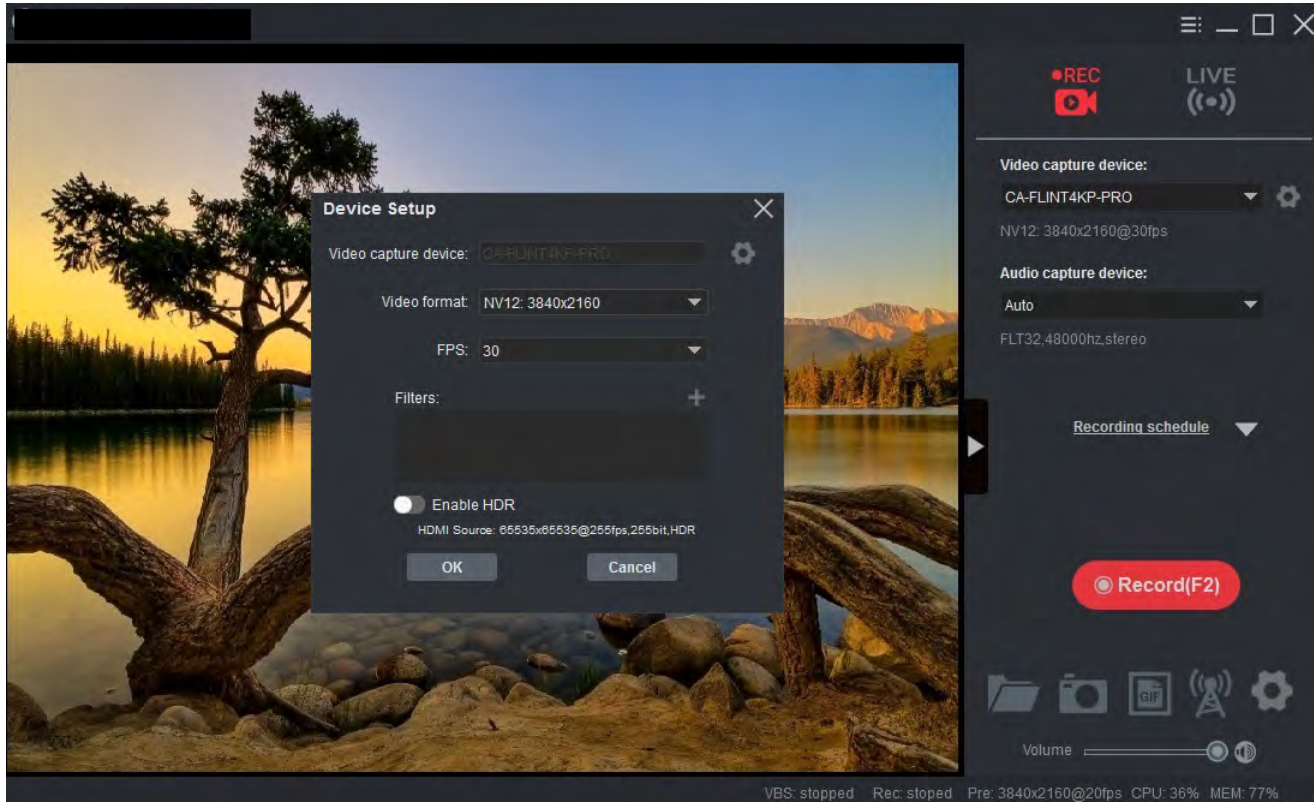 REC
LIVE
Video capture device:
CA-FLINT4KP-PRO
NV12: 3840x2160@30fps
Audio capture device:
Auto
FLT32,48000hz,stereo
Recording schedule
Record(F2)
GIF
Volume
Device Setup
Video capture device: CA-FLINT4KP-PRO
Video format: NV12: 3840x2160
FPS: 30
Filters:
Enable HDR
HDMI Source: 65535x65535@255fps,255bit,HDR
OK Cancel
VBS: stopped Rec: stoped Pre: 3840x2160@20fps CPU: 36% MEM: 77%